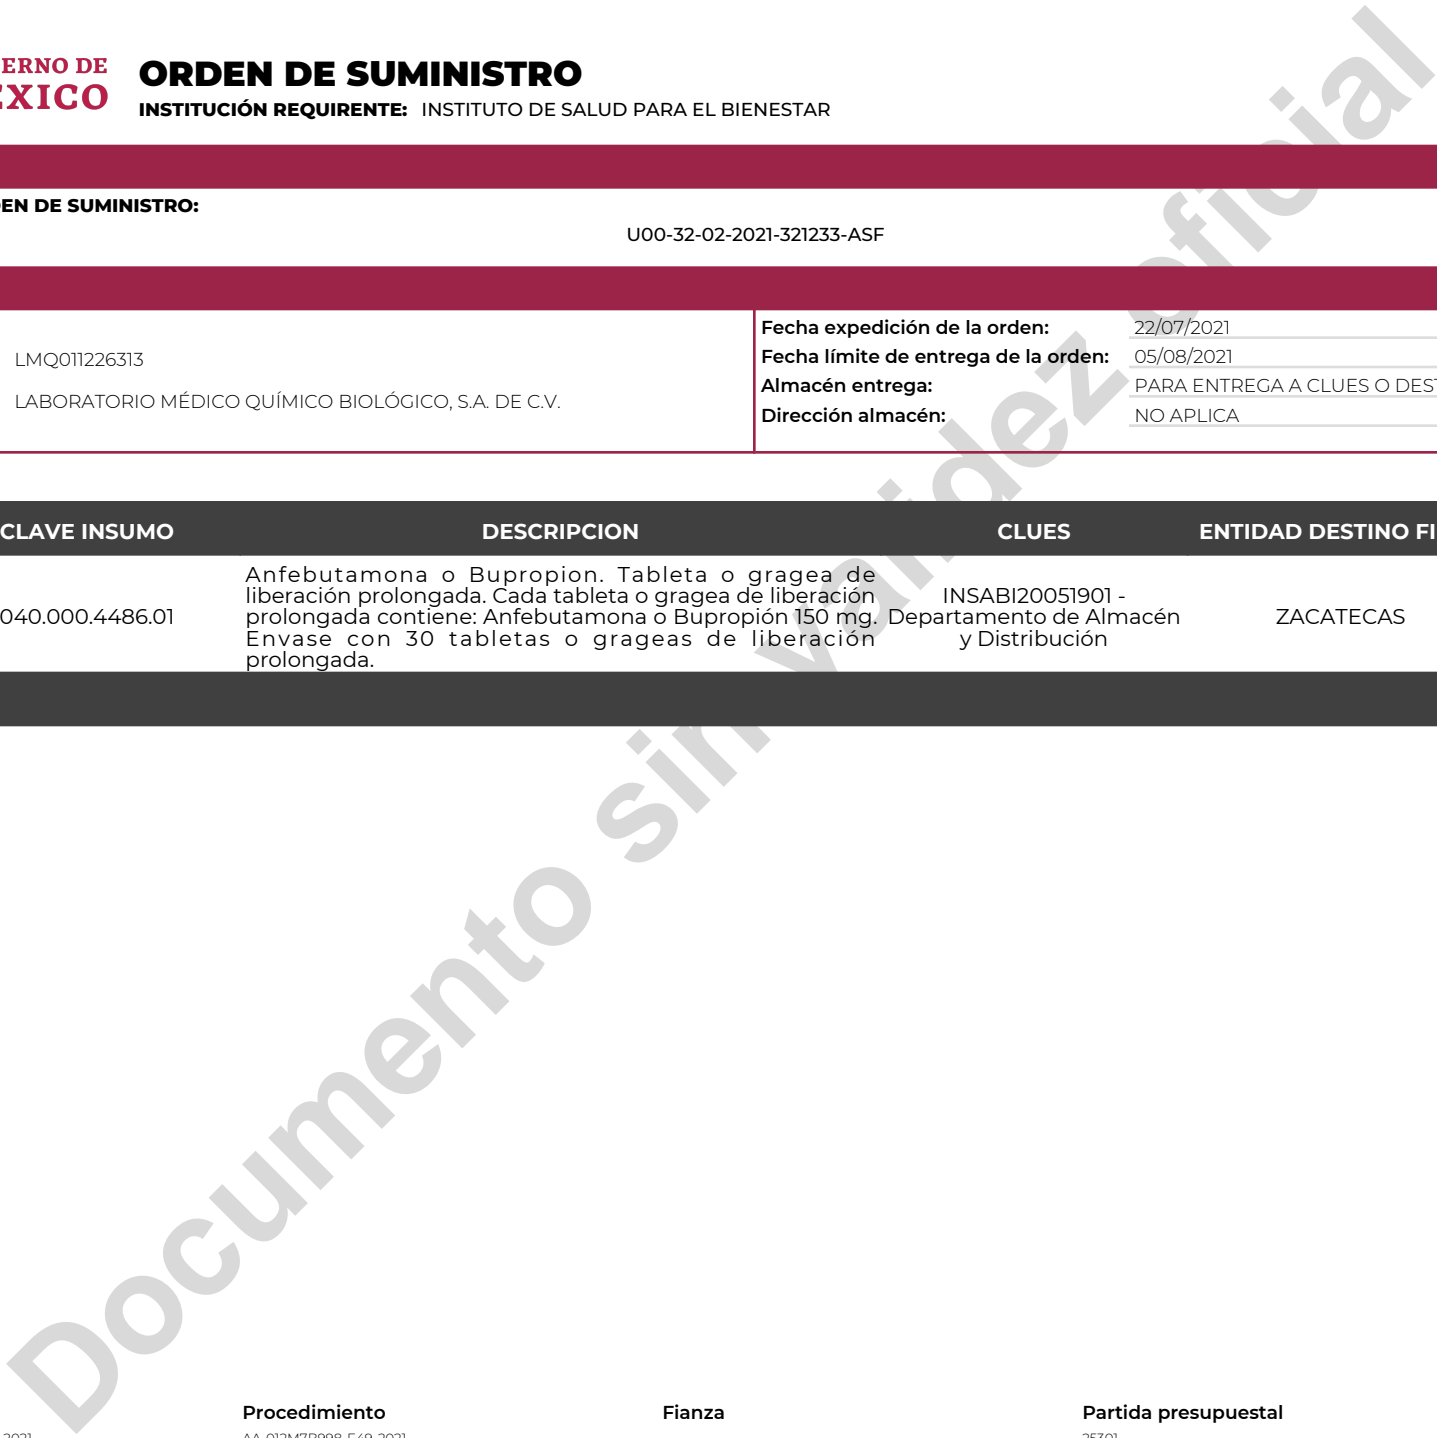 ERNO DE
ÉXICO
ORDEN DE SUMINISTRO
INSTITUCIÓN REQUIRENTE: INSTITUTO DE SALUD PARA EL BIENESTAR
EN DE SUMINISTRO:
U00-32-02-2021-321233-ASF
LMQ011226313
LABORATORIO MÉDICO QUÍMICO BIOLÓGICO, S.A. DE C.V.
Fecha expedición de la orden: 22/07/2021
Fecha límite de entrega de la orden: 05/08/2021
Almacén entrega: PARA ENTREGA A CLUES O DEST
Dirección almacén: NO APLICA
CLAVE INSUMO DESCRIPCION CLUES ENTIDAD DESTINO FI
040.000.4486.01
Anfebutamona o Bupropion. Tableta o gragea de
liberación prolongada. Cada tableta o gragea de liberación
prolongada contiene: Anfebutamona o Bupropión 150 mg.
Envase con 30 tabletas o grageas de liberación
prolongada.
INSABI20051901 -
Departamento de Almacén
y Distribución
ZACATECAS
Documento sin validez oficial
Procedimiento Fianza Partida presupuestal